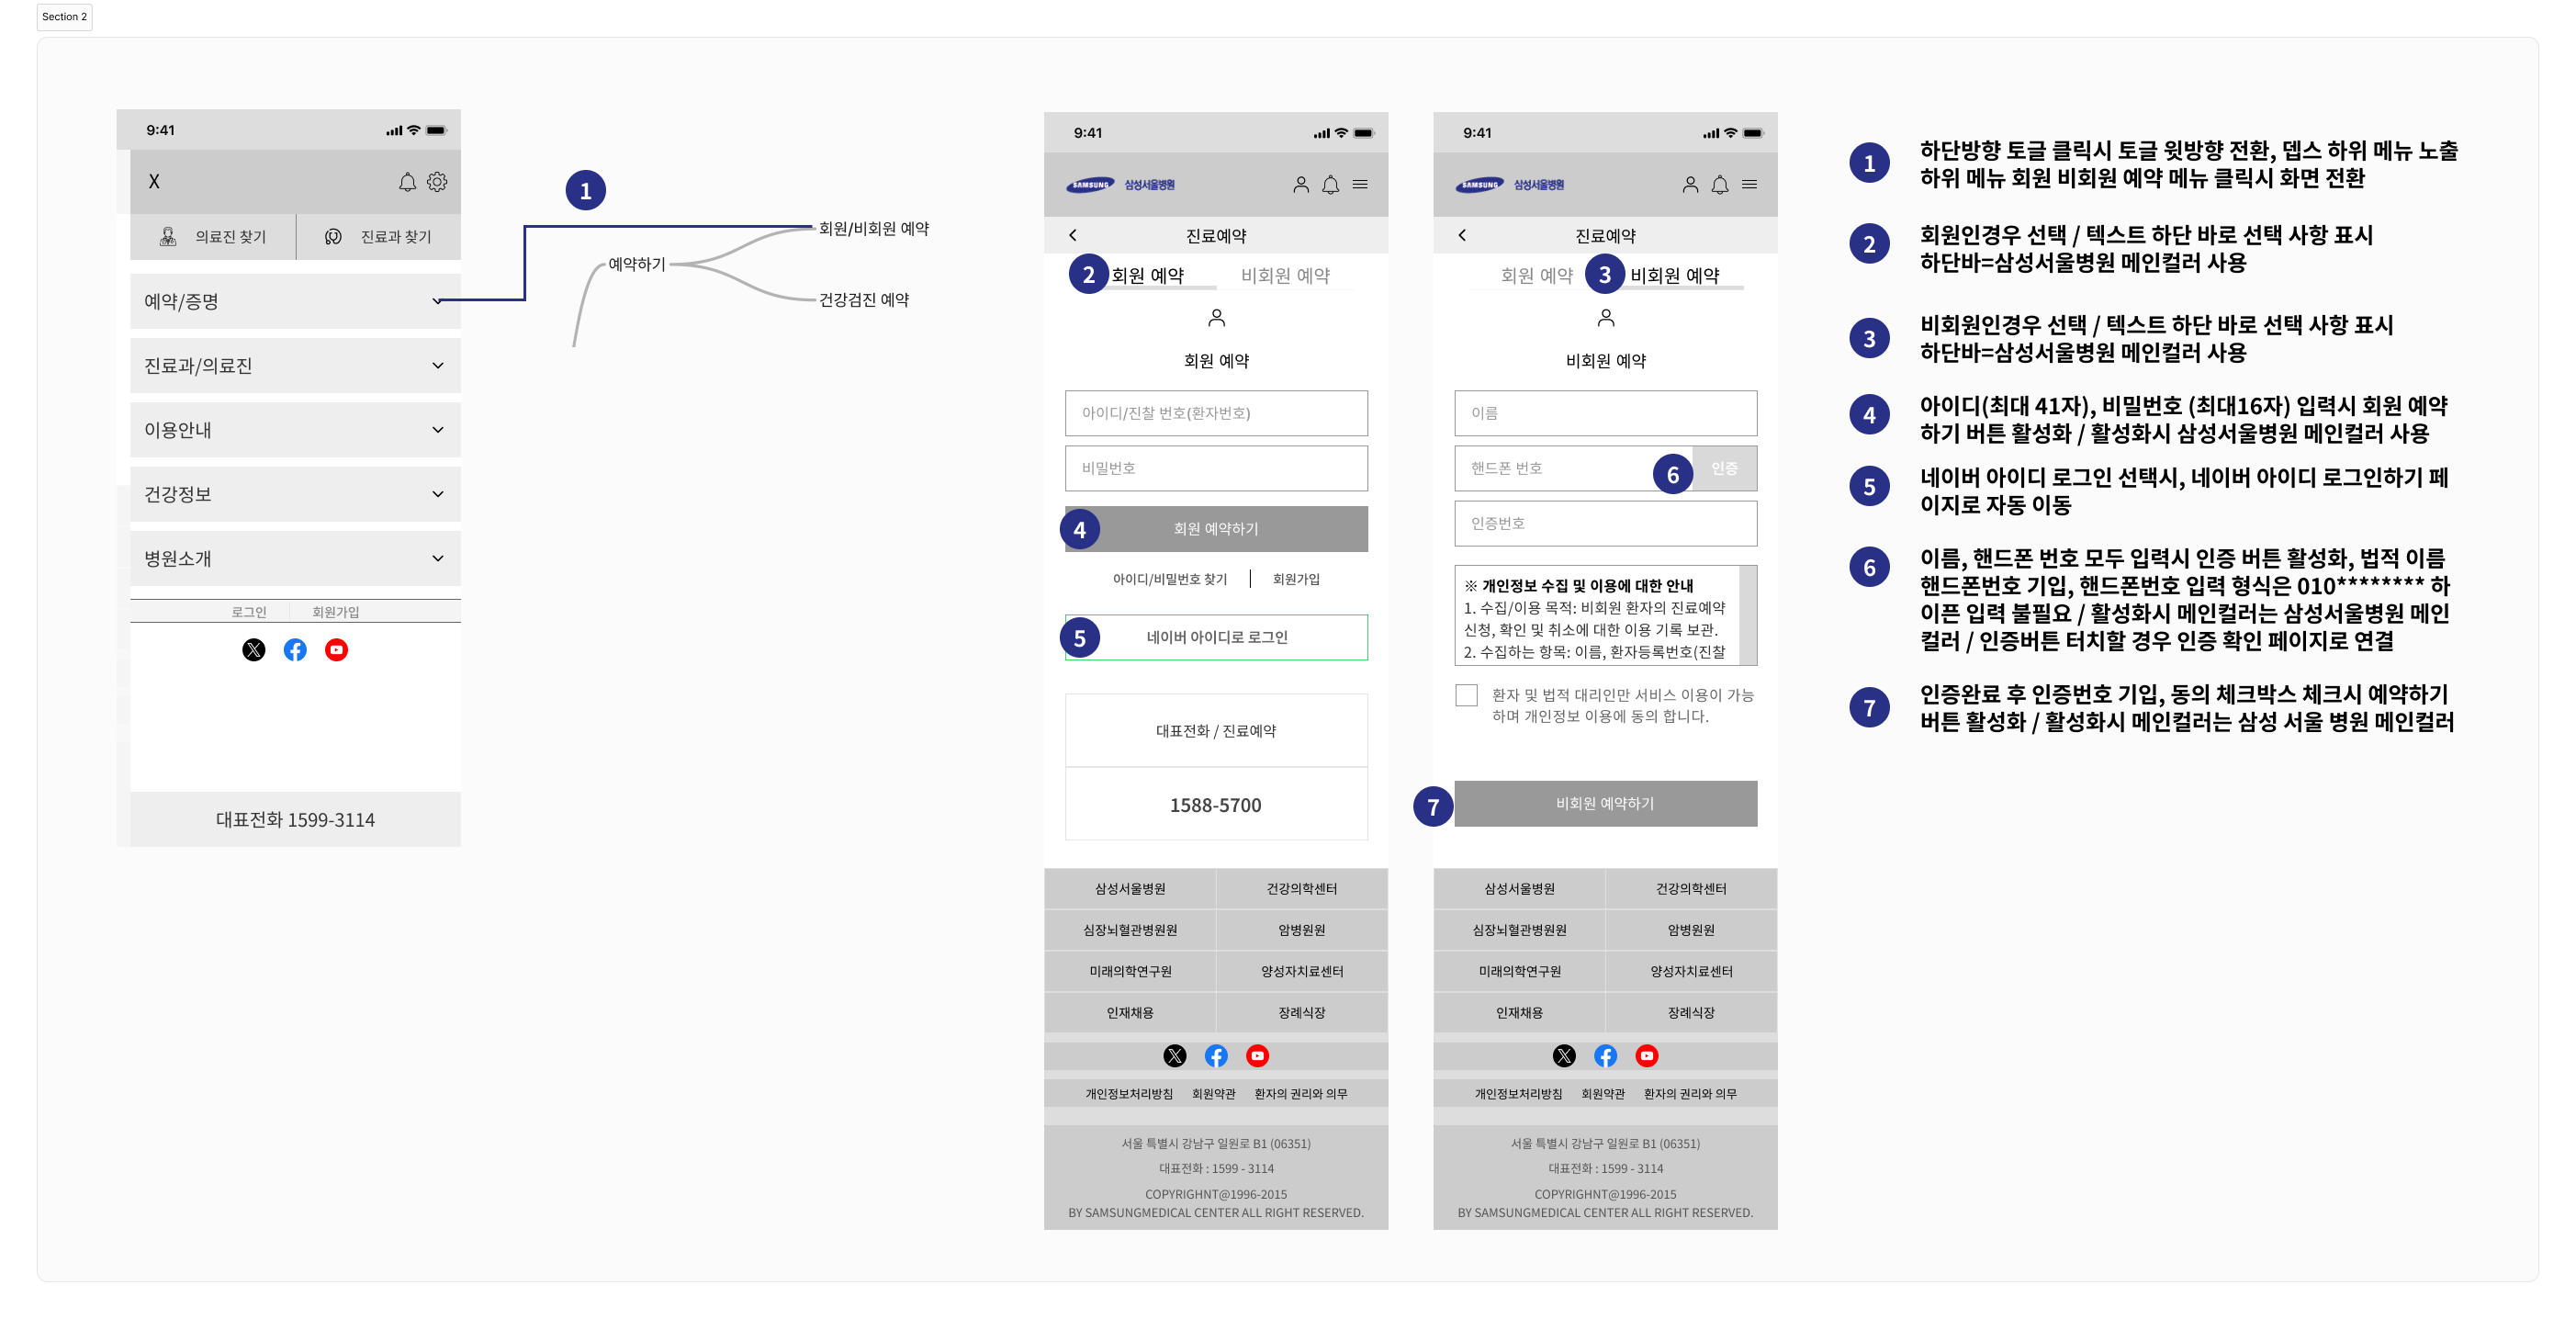 Section 2
9:41
X
의료진 찾기
진료과 찾기
예약/증명
진료과/의료진
이용안내
건강정보
병원소개
로그인
회원가입
대표전화 1599-3114
1
회원/비회원 예약
예약하기
건강검진 예약
9:41
SAMSUNG 삼성서울병원
진료예약
2
회원 예약
비회원 예약
회원 예약
아이디/진찰 번호(환자번호)
비밀번호
4
회원 예약하기
아이디/비밀번호 찾기
회원가입
5
네이버 아이디로 로그인
대표전화 / 진료예약
1588-5700
삼성서울병원
건강의학센터
심장뇌혈관병원원
암병원원
미래의학연구원
양성자치료센터
인재채용
장례식장
개인정보처리방침
회원약관
환자의 권리와 의무
서울 특별시 강남구 일원로 B1 (06351)
대표전화 : 1599 - 3114
COPYRIGHNT@1996-2015
BY SAMSUNGMEDICAL CENTER ALL RIGHT RESERVED.
9:41
SAMSUNG 삼성서울병원
진료예약
회원 예약
3
비회원 예약
비회원 예약
이름
핸드폰 번호
6
인증
인증번호
※ 개인정보 수집 및 이용에 대한 안내
1. 수집/이용 목적: 비회원 환자의 진료예약
신청, 확인 및 취소에 대한 이용 기록 보관.
2. 수집하는 항목: 이름, 환자등록번호(진찰
환자 및 법적 대리인만 서비스 이용이 가능
하며 개인정보 이용에 동의 합니다.
7
비회원 예약하기
삼성서울병원
건강의학센터
심장뇌혈관병원원
암병원원
미래의학연구원
양성자치료센터
인재채용
장례식장
개인정보처리방침
회원약관
환자의 권리와 의무
서울 특별시 강남구 일원로 B1 (06351)
대표전화 : 1599 - 3114
COPYRIGHNT@1996-2015
BY SAMSUNGMEDICAL CENTER ALL RIGHT RESERVED.
1
하단방향 토글 클릭시 토글 윗방향 전환, 뎁스 하위 메뉴 노출
하위 메뉴 회원 비회원 예약 메뉴 클릭시 화면 전환
2
회원인경우 선택 / 텍스트 하단 바로 선택 사항 표시
하단바=삼성서울병원 메인컬러 사용
3
비회원인경우 선택 / 텍스트 하단 바로 선택 사항 표시
하단바=삼성서울병원 메인컬러 사용
4
아이디(최대 41자), 비밀번호 (최대16자) 입력시 회원 예약
하기 버튼 활성화 / 활성화시 삼성서울병원 메인컬러 사용
5
네이버 아이디 로그인 선택시, 네이버 아이디 로그인하기 페
이지로 자동 이동
6
이름, 핸드폰 번호 모두 입력시 인증 버튼 활성화, 법적 이름
핸드폰번호 기입, 핸드폰번호 입력 형식은 010******** 하
이픈 입력 불필요 / 활성화시 메인컬러는 삼성서울병원 메인
컬러 / 인증버튼 터치할 경우 인증 확인 페이지로 연결
7
인증완료 후 인증번호 기입, 동의 체크박스 체크시 예약하기
버튼 활성화 / 활성화시 메인컬러는 삼성 서울 병원 메인컬러